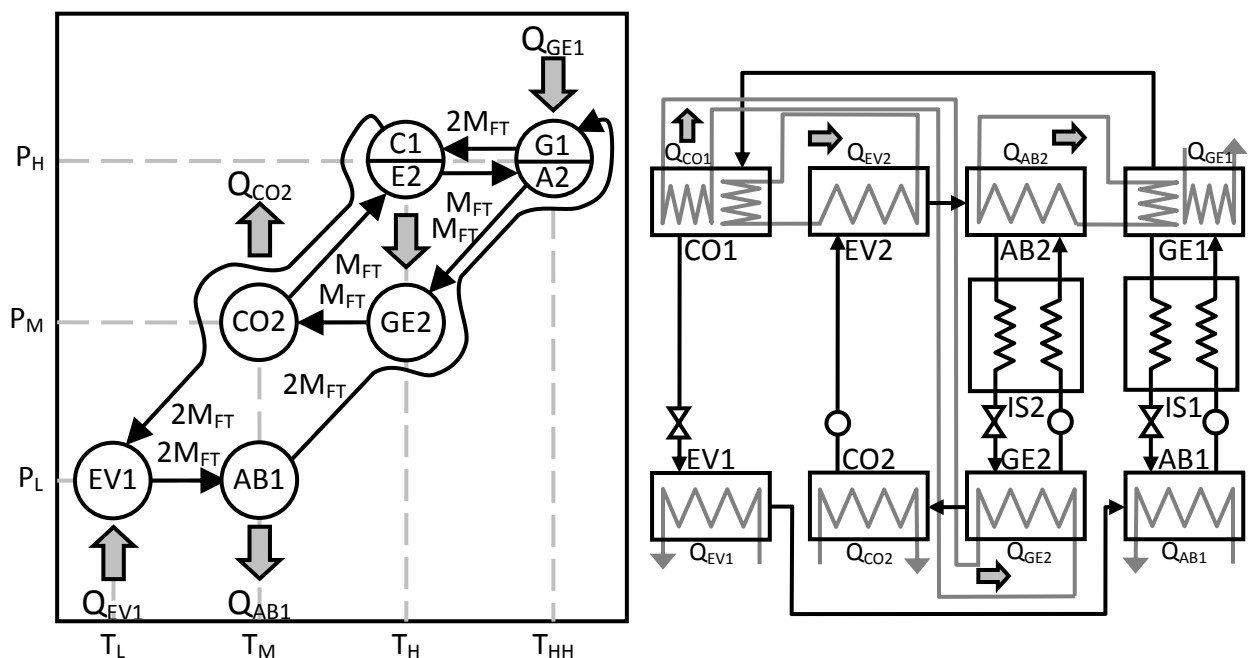 Q_GE1
2M_FT
P_H
C1
G1
E2
A2
Q_CO2
M_FT
M_FT
M_FT
M_FT
P_M
CO2
GE2
2M_FT
2M_FT
2M_FT
P_L
EV1
AB1
Q_EV1
Q_AB1
T_L
T_M
T_H
T_HH
Q_CO1
Q_EV2
Q_AB2
Q_GE1
CO1
EV2
AB2
GE1
IS2
IS1
EV1
CO2
GE2
AB1
Q_EV1
Q_CO2
Q_GE2
Q_AB1